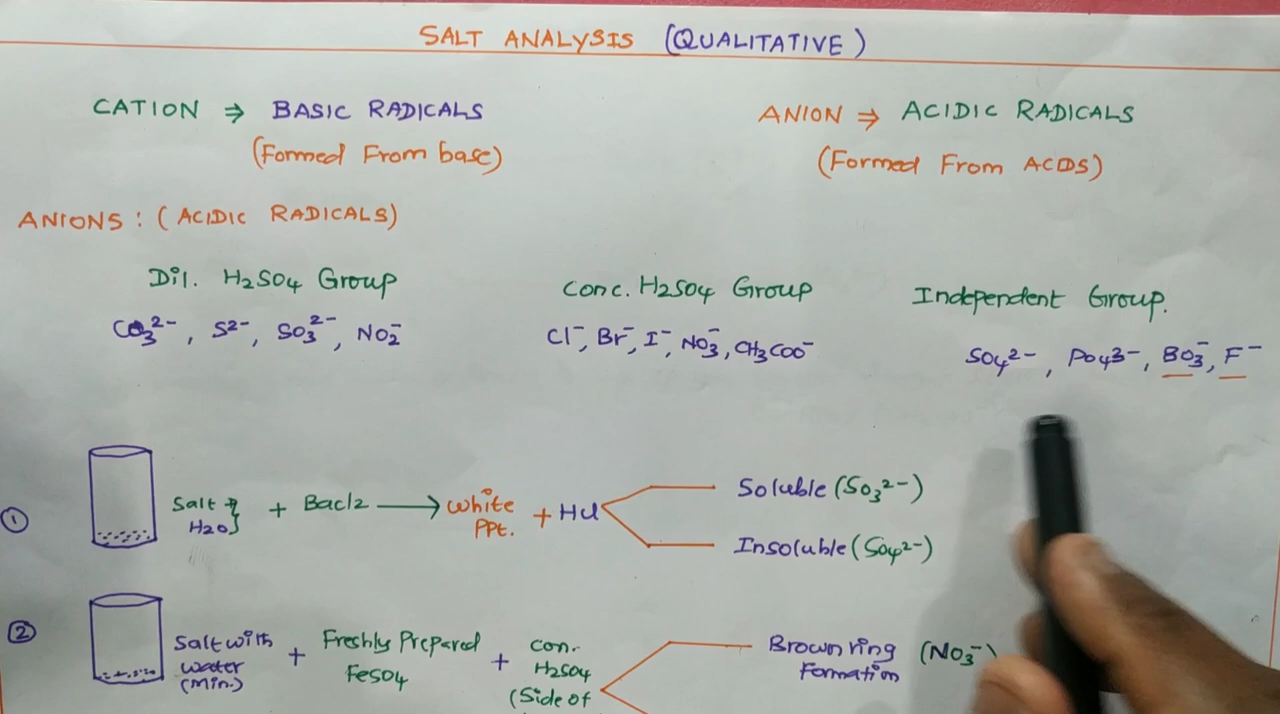 SALT ANALYSIS (QUALITATIVE)
CATION ⇒ BASIC RADICALS
(Formed From base)
ANION ⇒ ACIDIC RADICALS
(Formed From ACIDS)
ANIONS : (ACIDIC RADICALS)
Dil. H2SO4 Group
CO3 2-, S2-, SO3 2-, NO2-
Conc. H2SO4 Group
Cl-, Br-, I-, NO3-, CH3COO-
Independent Group.
SO4 2-, PO4 3-, BO3-, F-
① Salt } + BaCl2 → White + HCl
H2O } PPt.
Soluble (SO3 2-)
Insoluble (SO4 2-)
② Salt with + Freshly Prepared + Con.
water FeSO4 H2SO4
(Min.) (Side of
Brown ring (NO3-)
Formation